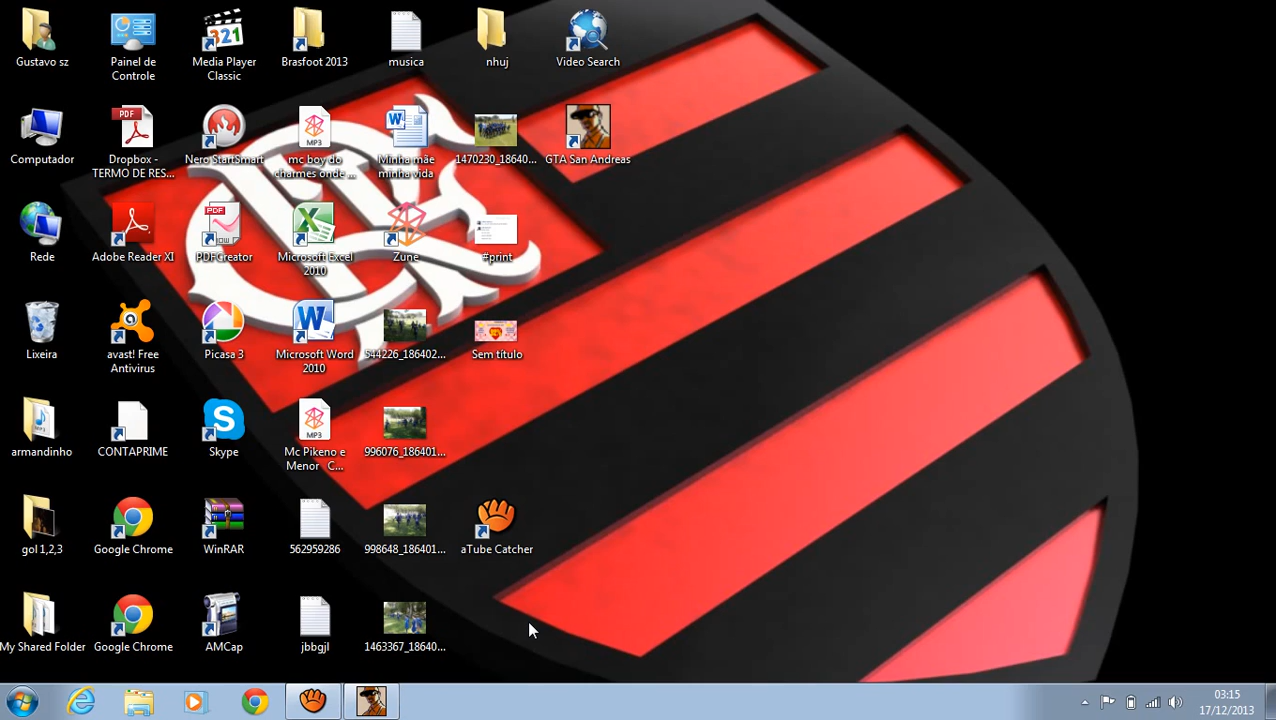 Gustavo sz
Painel de
Controle
Media Player
Classic
Brasfoot 2013
musica
nhuj
Video Search
Computador
Dropbox -
TERMO DE RES...
Nero StartSmart
mc boy do
charmes onde ...
Minha mãe
minha vida
1470230_18640...
GTA San Andreas
Rede
Adobe Reader XI
PDFCreator
Microsoft Excel
2010
Zune
#print
Lixeira
avast! Free
Antivirus
Picasa 3
Microsoft Word
2010
544226_186402...
Sem título
armandinho
CONTAPRIME
Skype
Mc Pikeno e
Menor C...
996076_186401...
gol 1,2,3
Google Chrome
WinRAR
562959286
998648_186401...
aTube Catcher
My Shared Folder
Google Chrome
AMCap
jbbgjl
1463367_18640...
03:15
17/12/2013